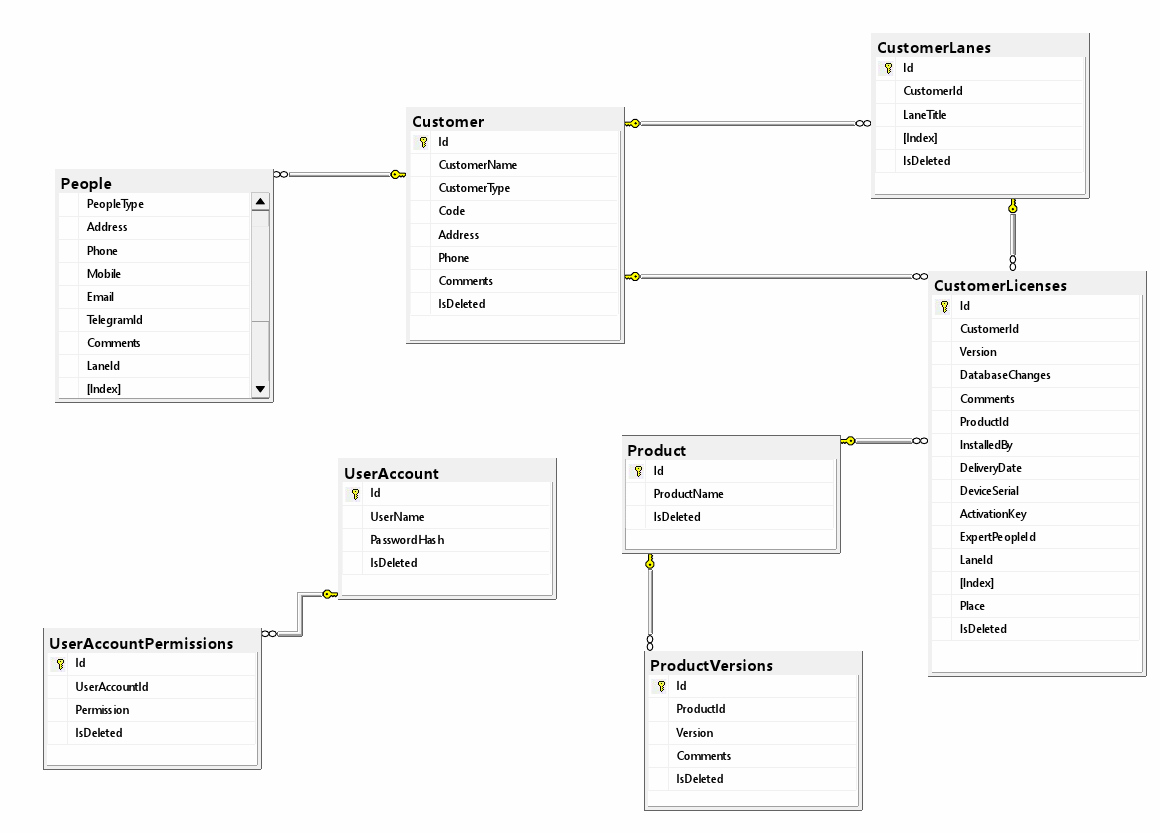 CustomerLanes
Id
CustomerId
LaneTitle
[Index]
IsDeleted
Customer
Id
CustomerName
CustomerType
Code
Address
Phone
Comments
IsDeleted
People
PeopleType
Address
Phone
Mobile
Email
TelegramId
Comments
LaneId
[Index]
CustomerLicenses
Id
CustomerId
Version
DatabaseChanges
Comments
ProductId
InstalledBy
DeliveryDate
DeviceSerial
ActivationKey
ExpertPeopleId
LaneId
[Index]
Place
IsDeleted
Product
Id
ProductName
IsDeleted
UserAccount
Id
UserName
PasswordHash
IsDeleted
UserAccountPermissions
Id
UserAccountId
Permission
IsDeleted
ProductVersions
Id
ProductId
Version
Comments
IsDeleted